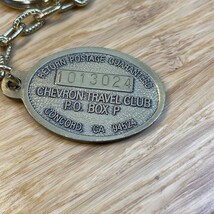 RETURN POSTAGE GUARANTEED
1013024
CHEVRON TRAVEL CLUB
P.O. BOX P
CONCORD, CA 94524